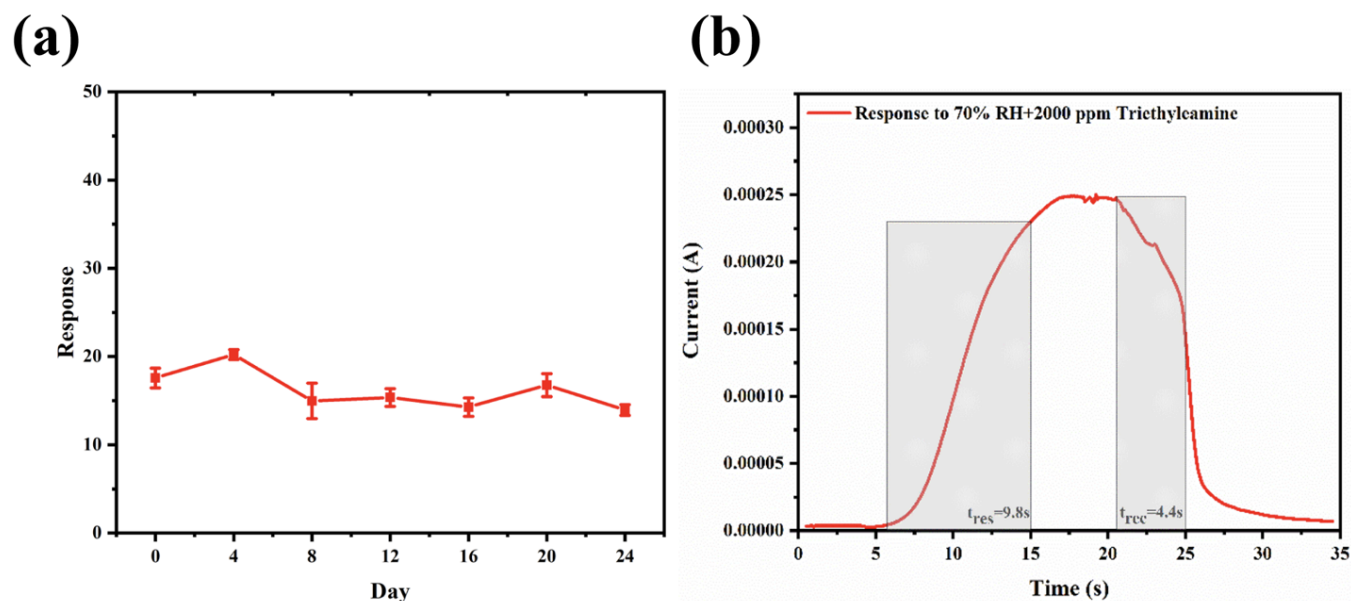 (a)
50
40
30
20
10
0
Response
0 4 8 12 16 20 24
Day
(b)
Response to 70% RH+2000 ppm Triethyleamine
0.00030
0.00025
0.00020
0.00015
0.00010
0.00005
0.00000
Current (A)
tres=9.8s
trec=4.4s
0 5 10 15 20 25 30 35
Time (s)